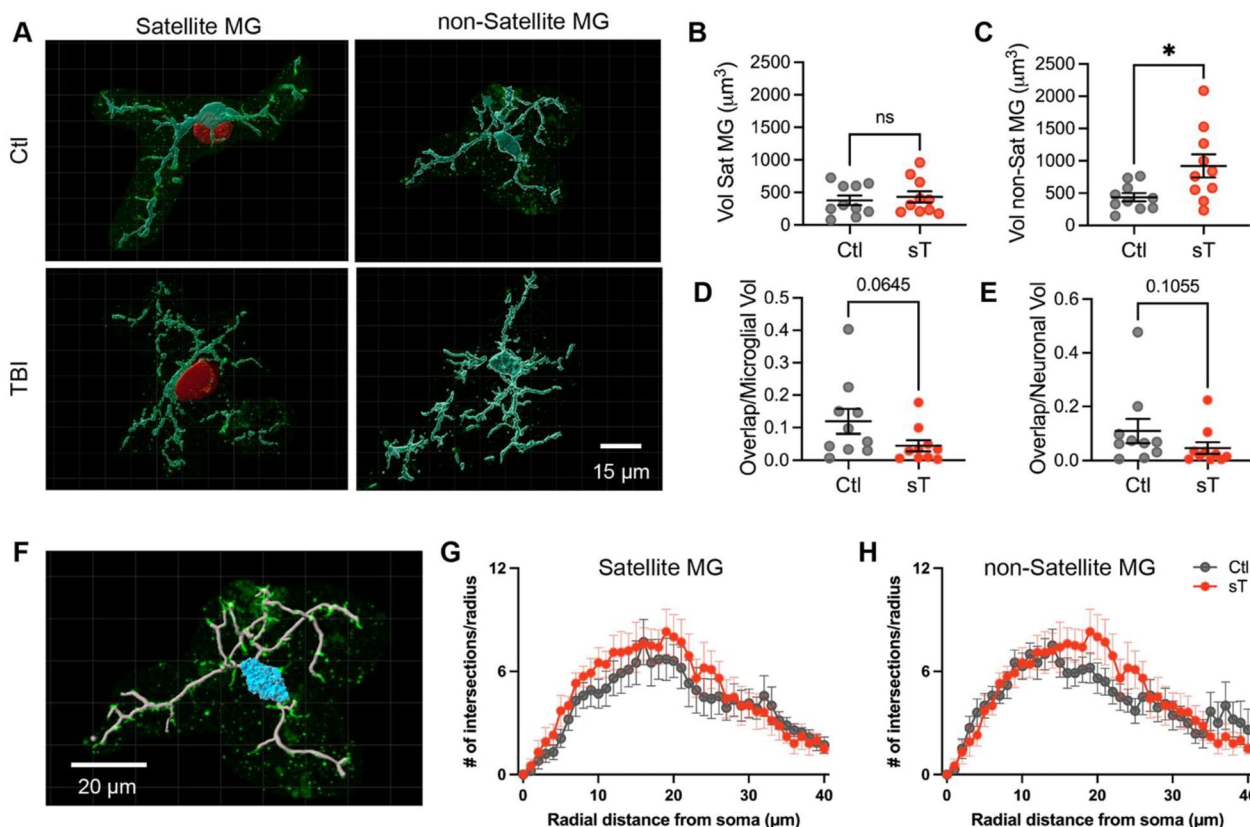 A
Satellite MG
non-Satellite MG
Ctl
TBI
15 µm
B
Vol Sat MG (µm³)
2500
2000
1500
1000
500
0
ns
Ctl
sT
C
Vol non-Sat MG (µm³)
2500
2000
1500
1000
500
0
*
Ctl
sT
D
Overlap/Microglial Vol
0.5
0.4
0.3
0.2
0.1
0.0
0.0645
Ctl
sT
E
Overlap/Neuronal Vol
0.6
0.4
0.2
0.0
0.1055
Ctl
sT
F
20 µm
G
Satellite MG
# of intersections/radius
12
9
6
3
0
0
10
20
30
40
Radial distance from soma (µm)
H
non-Satellite MG
Ctl
sT
# of intersections/radius
12
9
6
3
0
0
10
20
30
40
Radial distance from soma (µm)